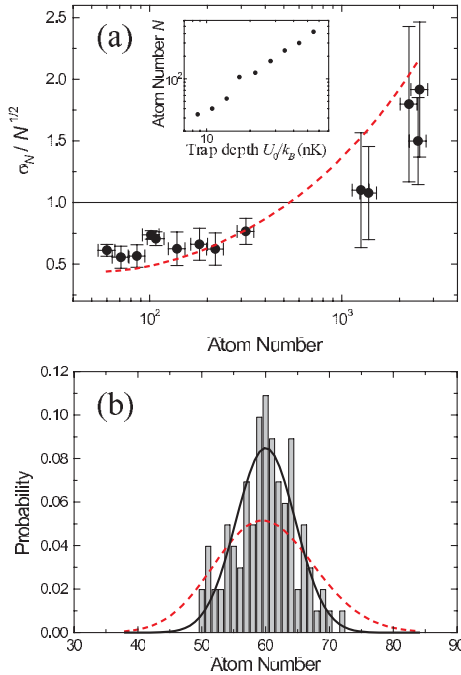 (a)
Atom Number N
10²
10
Trap depth U₀/k_B (nK)
σ_N / N^1/2
2.5
2.0
1.5
1.0
0.5
10² 10³
Atom Number
(b)
Probability
0.12
0.10
0.08
0.06
0.04
0.02
0.00
30 40 50 60 70 80 90
Atom Number